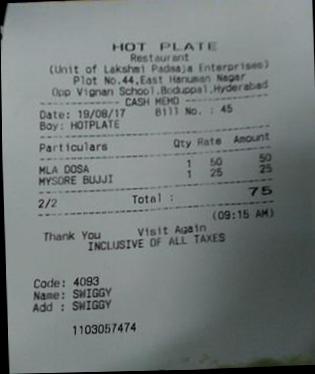 HOT PLATE
Restaurant
(Unit of Lakshmi Padmaja Enterprises)
Plot No.44,East Hanuman Nagar
Opp Vignan School,Boduppal,Hyderabad
CASH MEMO
Date: 19/08/17 Bill No. : 45
Boy: HOTPLATE
Particulars Qty Rate Amount
MLA DOSA 1 50 50
MYSORE BUJJI 1 25 25
2/2 Total : 75
(09:15 AM)
Thank You Visit Again
INCLUSIVE OF ALL TAXES
Code: 4093
Name: SWIGGY
Add : SWIGGY
1103057474